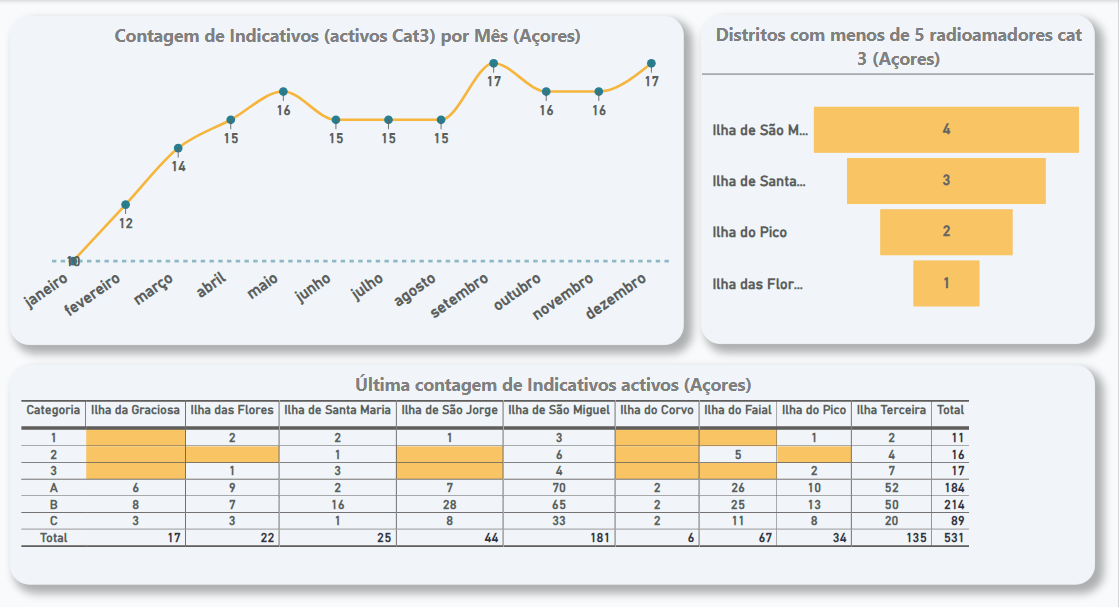 Contagem de Indicativos (activos Cat3) por Mês (Açores)
10
12
14
15
16
15
15
15
17
16
16
17
janeiro
fevereiro
março
abril
maio
junho
julho
agosto
setembro
outubro
novembro
dezembro
Distritos com menos de 5 radioamadores cat
3 (Açores)
Ilha de São M... 4
Ilha de Santa... 3
Ilha do Pico 2
Ilha das Flor... 1
Última contagem de Indicativos activos (Açores)
Categoria Ilha da Graciosa Ilha das Flores Ilha de Santa Maria Ilha de São Jorge Ilha de São Miguel Ilha do Corvo Ilha do Faial Ilha do Pico Ilha Terceira Total
1 2 2 1 3 1 2 11
2 1 6 5 4 16
3 1 3 4 2 7 17
A 6 9 2 7 70 2 26 10 52 184
B 8 7 16 28 65 2 25 13 50 214
C 3 3 1 8 33 2 11 8 20 89
Total 17 22 25 44 181 6 67 34 135 531